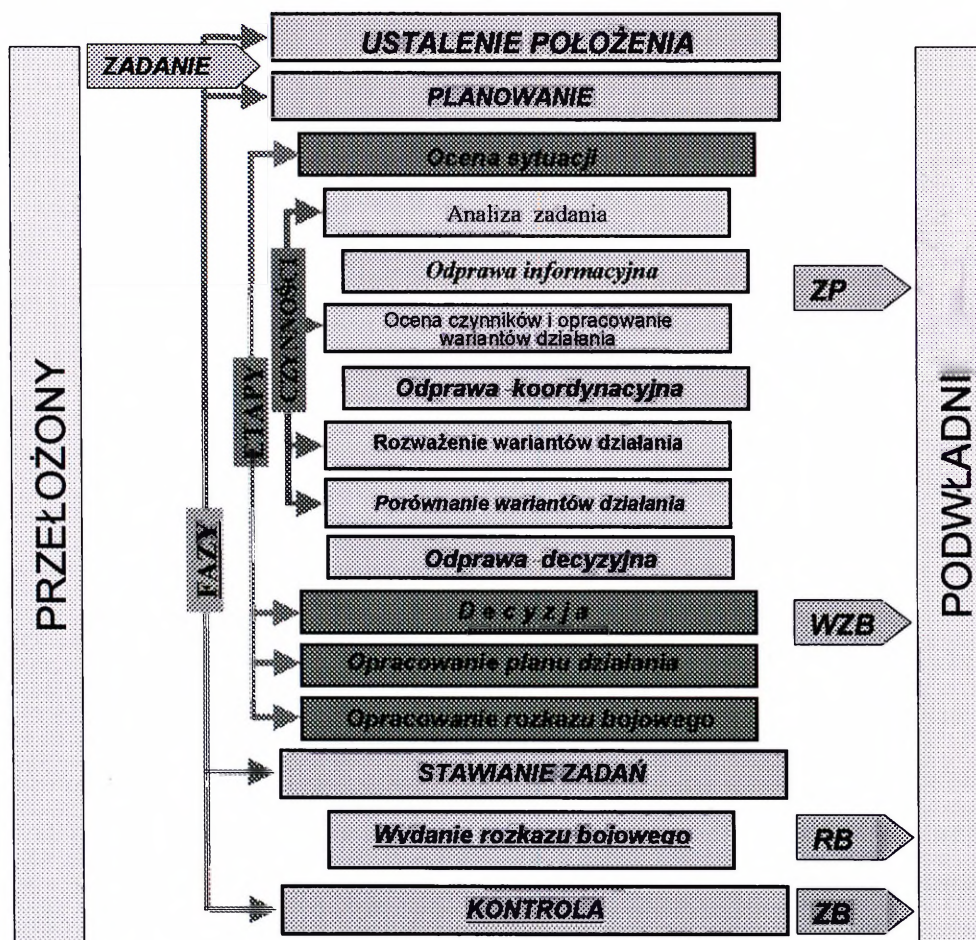 USTALENIE POŁOŻENIA
ZADANIE
PLANOWANIE
Ocena sytuacji
Analiza zadania
Odprawa informacyjna
ZP
Ocena czynników i opracowanie
wariantów działania
CZYNNOŚCI
Odprawa koordynacyjna
ETAPY
Rozważenie wariantów działania
Porównanie wariantów działania
Odprawa decyzyjna
FAZY
PRZEŁOŻONY
PODWŁADNI
Decyzja
WZB
Opracowanie planu działania
Opracowanie rozkazu bojowego
STAWIANIE ZADAŃ
Wydanie rozkazu bojowego
RB
KONTROLA
ZB